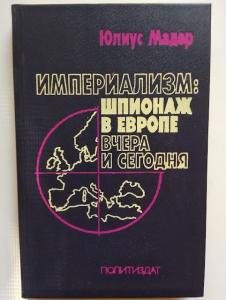 Юлиус Мадер
ИМПЕРИАЛИЗМ:
ШПИОНАЖ
В ЕВРОПЕ
ВЧЕРА
И СЕГОДНЯ
ПОЛИТИЗДАТ